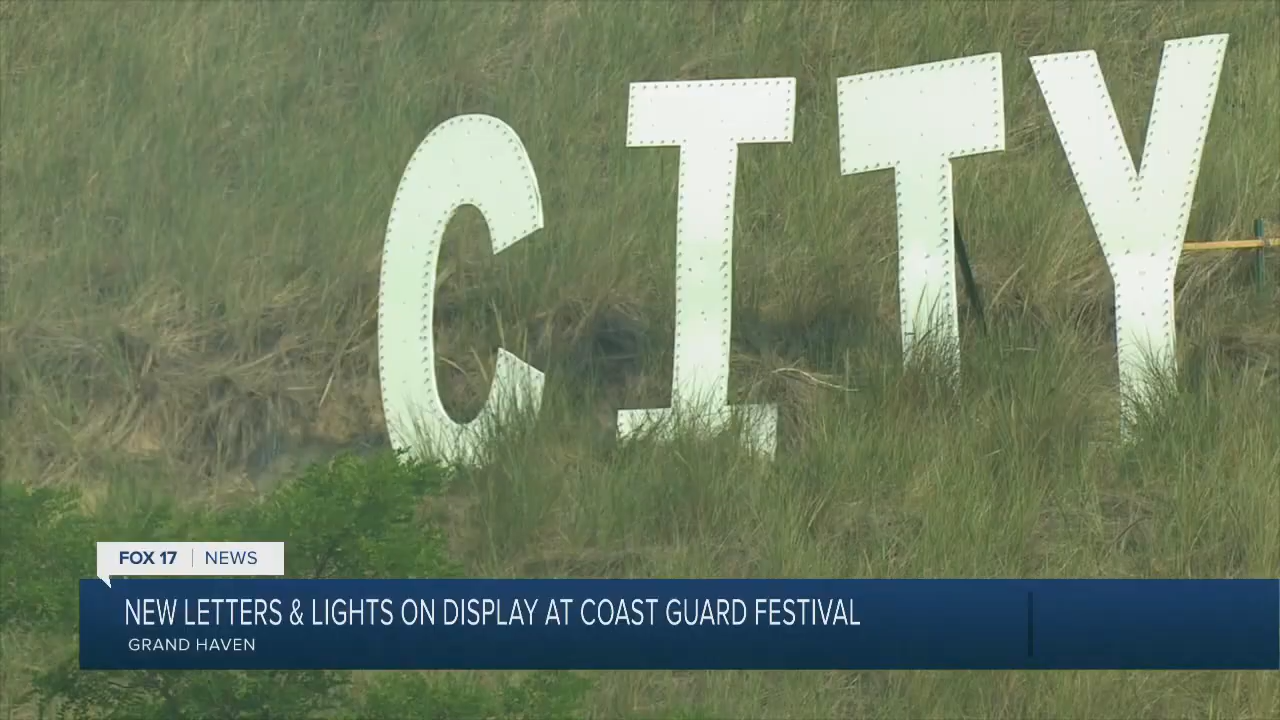 CITY
FOX 17 | NEWS
NEW LETTERS & LIGHTS ON DISPLAY AT COAST GUARD FESTIVAL
GRAND HAVEN